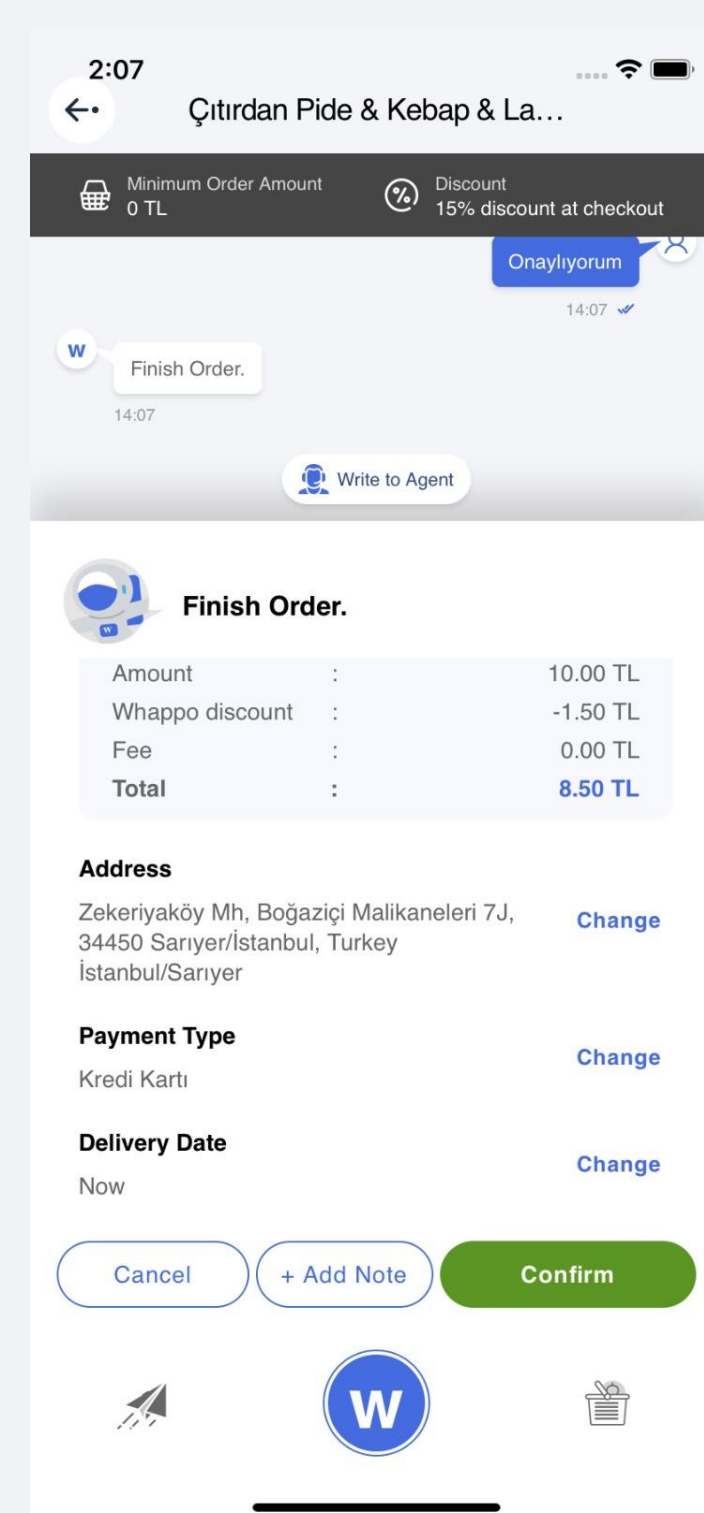 2:07
Çıtırdan Pide & Kebap & La...
Minimum Order Amount
0 TL
Discount
15% discount at checkout
Onaylıyorum
14:07
W
Finish Order.
14:07
Write to Agent
W
Finish Order.
Amount : 10.00 TL
Whappo discount : -1.50 TL
Fee : 0.00 TL
Total : 8.50 TL
Address
Zekeriyaköy Mh, Boğaziçi Malikaneleri 7J,
34450 Sarıyer/İstanbul, Turkey
İstanbul/Sarıyer
Change
Payment Type
Kredi Kartı
Change
Delivery Date
Now
Change
Cancel
+ Add Note
Confirm
W